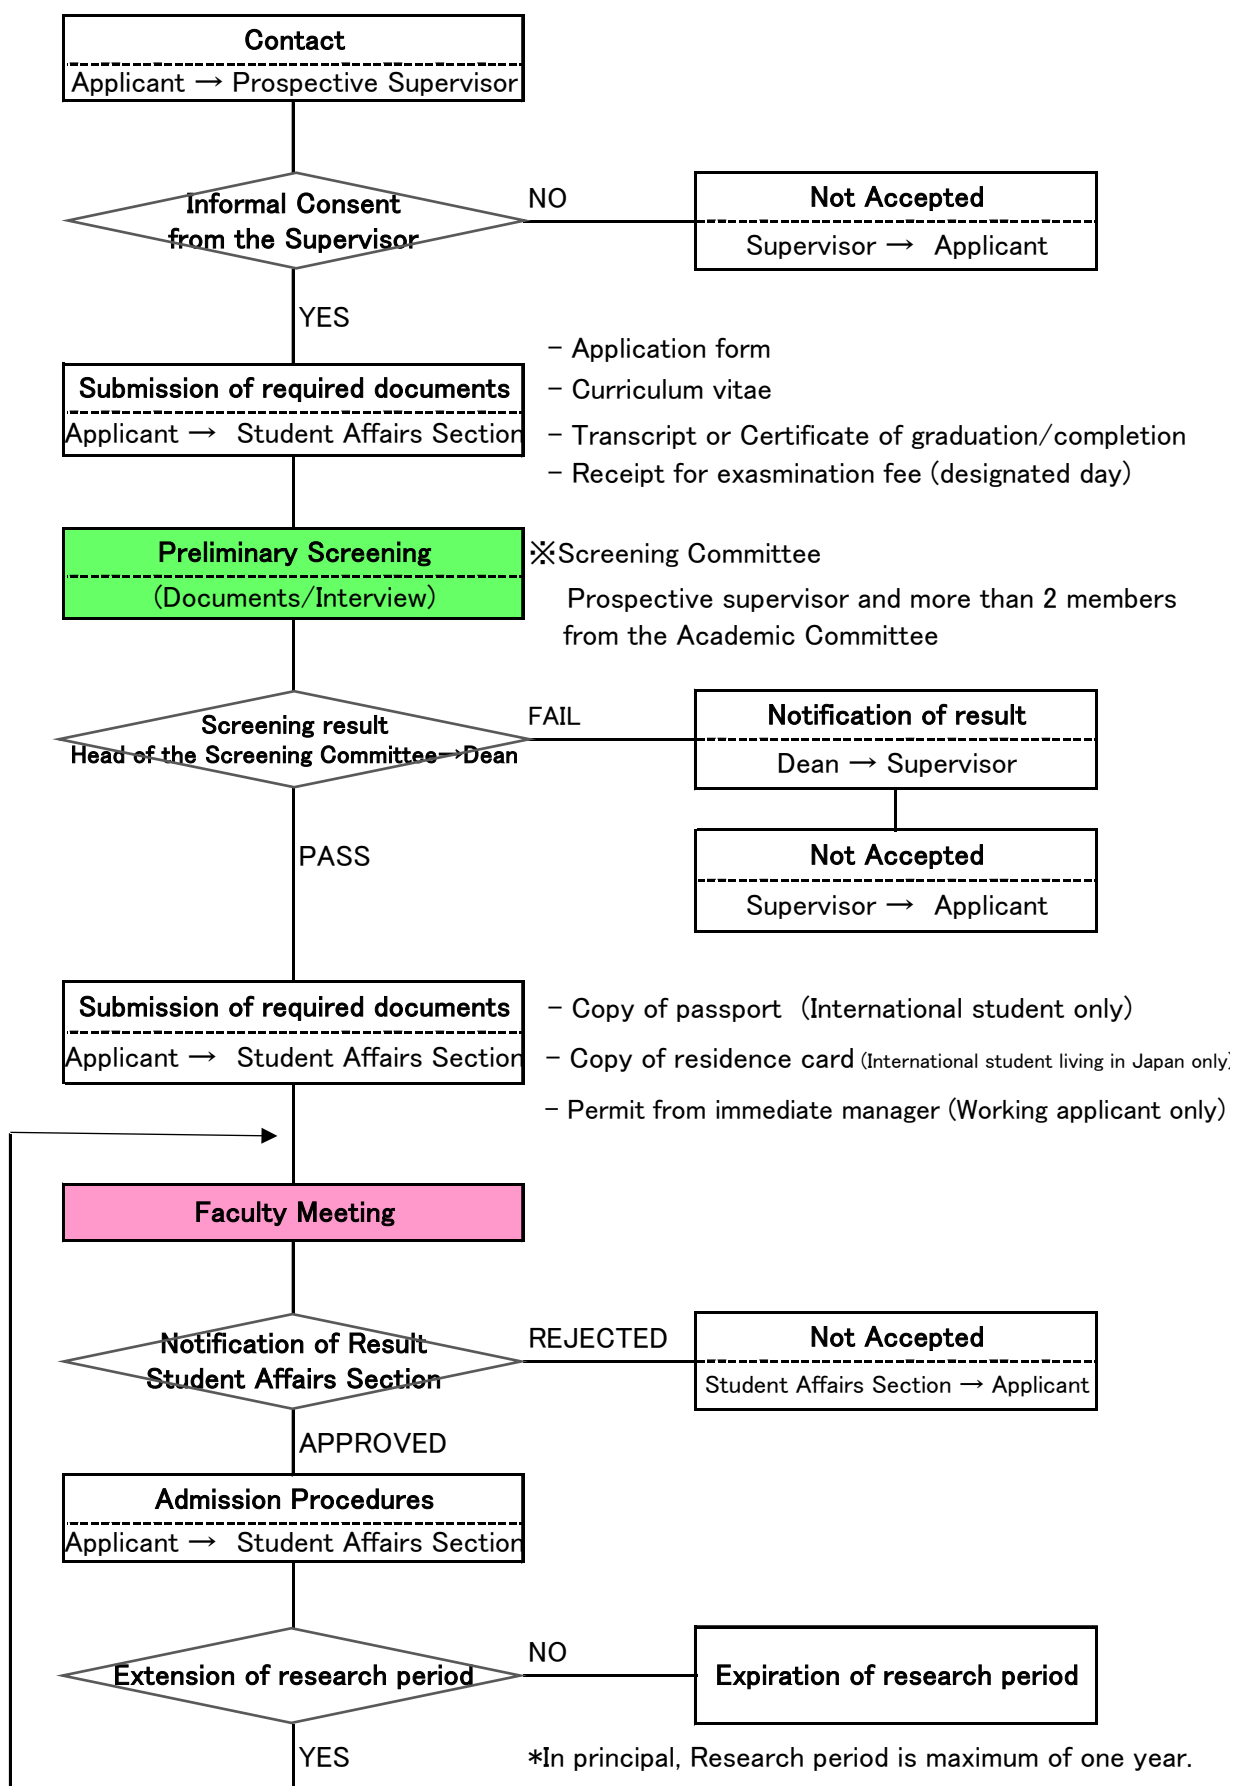 Contact
Applicant → Prospective Supervisor
Informal Consent
from the Supervisor
NO
Not Accepted
Supervisor → Applicant
YES
Submission of required documents
Applicant → Student Affairs Section
- Application form
- Curriculum vitae
- Transcript or Certificate of graduation/completion
- Receipt for exasmination fee (designated day)
Preliminary Screening
(Documents/Interview)
※Screening Committee
Prospective supervisor and more than 2 members
from the Academic Committee
Screening result
Head of the Screening Committee→Dean
FAIL
Notification of result
Dean → Supervisor
Not Accepted
Supervisor → Applicant
PASS
Submission of required documents
Applicant → Student Affairs Section
- Copy of passport (International student only)
- Copy of residence card (International student living in Japan only)
- Permit from immediate manager (Working applicant only)
Faculty Meeting
Notification of Result
Student Affairs Section
REJECTED
Not Accepted
Student Affairs Section → Applicant
APPROVED
Admission Procedures
Applicant → Student Affairs Section
Extension of research period
NO
Expiration of research period
YES
*In principal, Research period is maximum of one year.